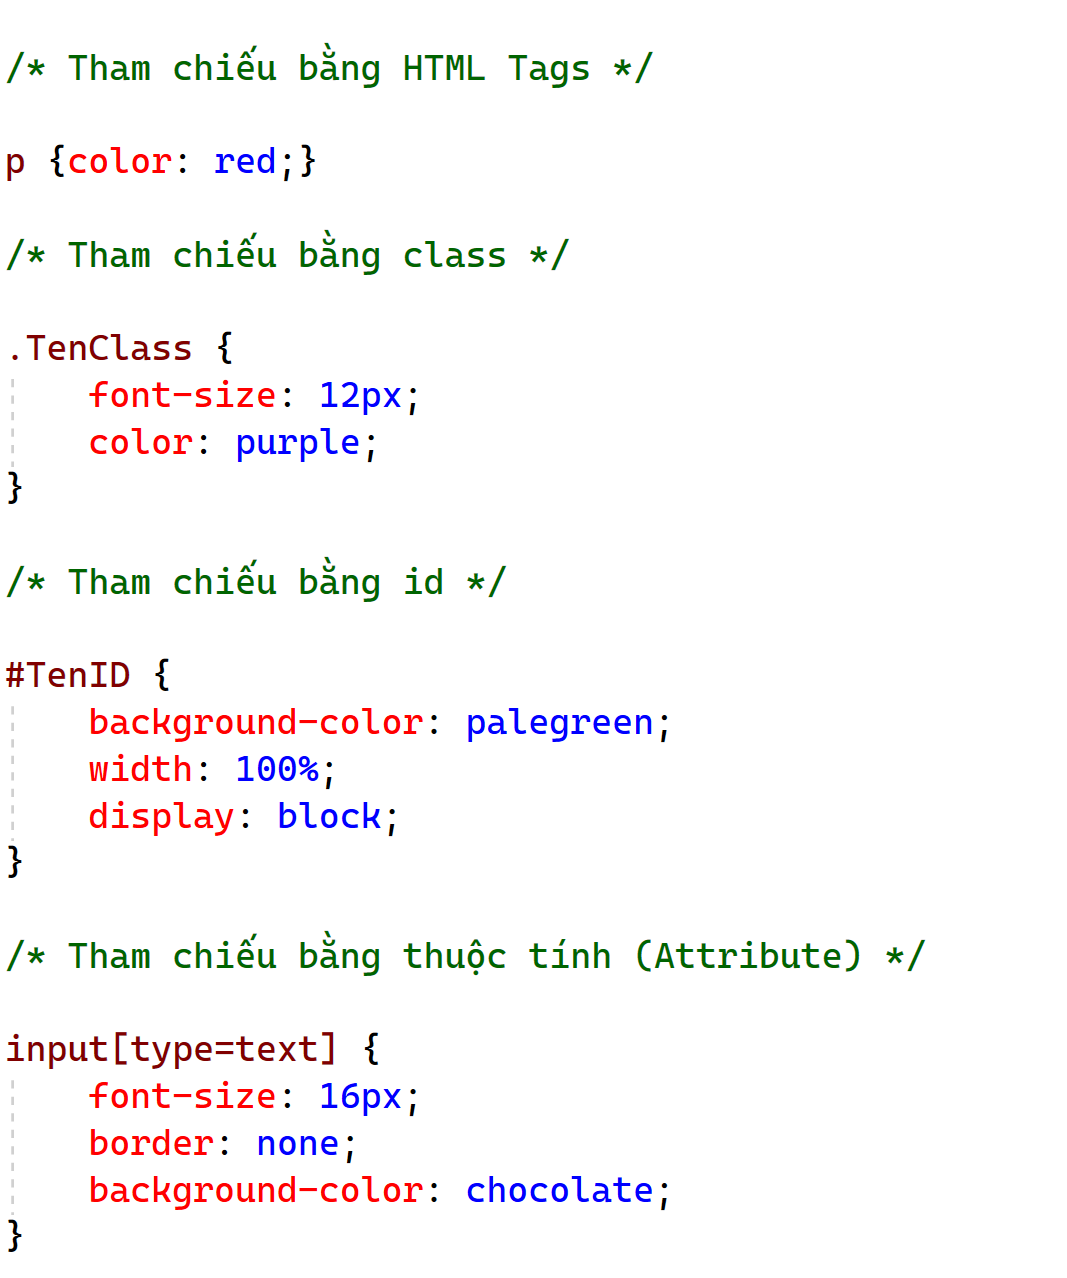 /* Tham chiếu bằng HTML Tags */
p {color: red;}
/* Tham chiếu bằng class */
.TenClass {
    font-size: 12px;
    color: purple;
}
/* Tham chiếu bằng id */
#TenID {
    background-color: palegreen;
    width: 100%;
    display: block;
}
/* Tham chiếu bằng thuộc tính (Attribute) */
input[type=text] {
    font-size: 16px;
    border: none;
    background-color: chocolate;
}